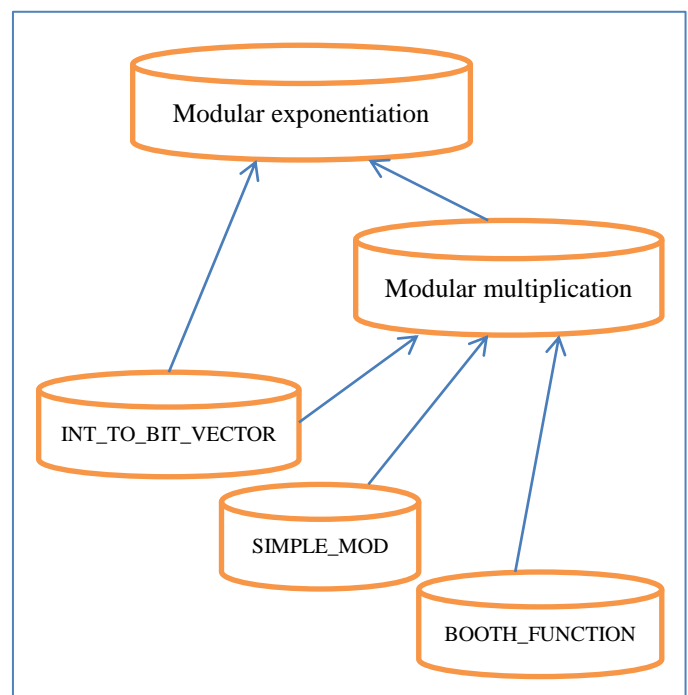 Modular exponentiation
Modular multiplication
INT_TO_BIT_VECTOR
SIMPLE_MOD
BOOTH_FUNCTION